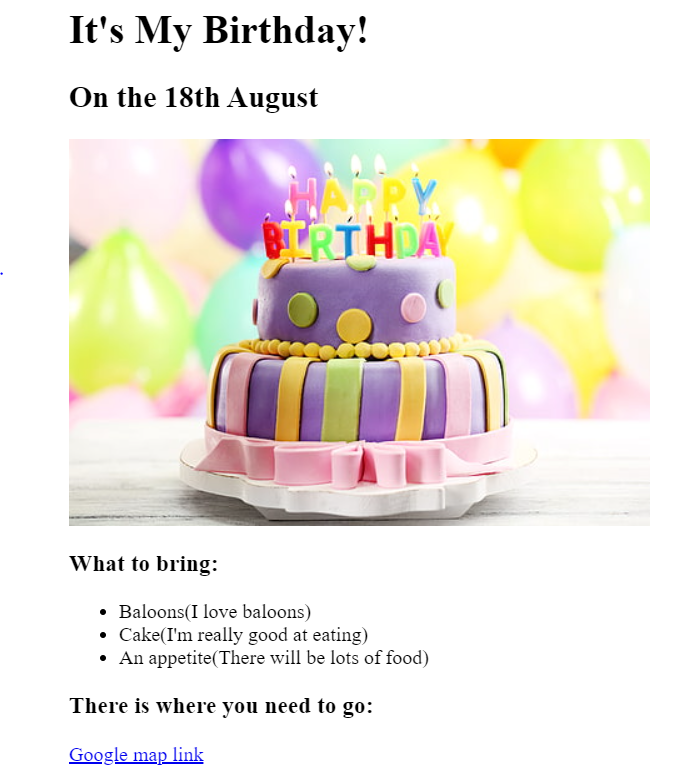 It's My Birthday!
On the 18th August
HAPPY
BIRTHDAY
What to bring:
Baloons(I love baloons)
Cake(I'm really good at eating)
An appetite(There will be lots of food)
There is where you need to go:
Google map link